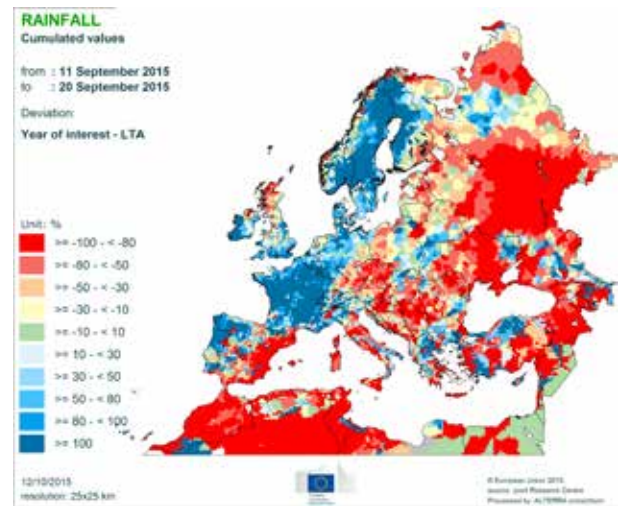 RAINFALL
Cumulated values
from : 11 September 2015
to : 20 September 2015
Deviation:
Year of interest - LTA
Unit: %
>= -100 - < -80
>= -80 - < -50
>= -50 - < -30
>= -30 - < -10
>= -10 - < 10
>= 10 - < 30
>= 30 - < 50
>= 50 - < 80
>= 80 - < 100
>= 100
12/10/2015
resolution: 25x25 km
© European Union 2015
source: Joint Research Centre
Processed by ALTERRA consortium